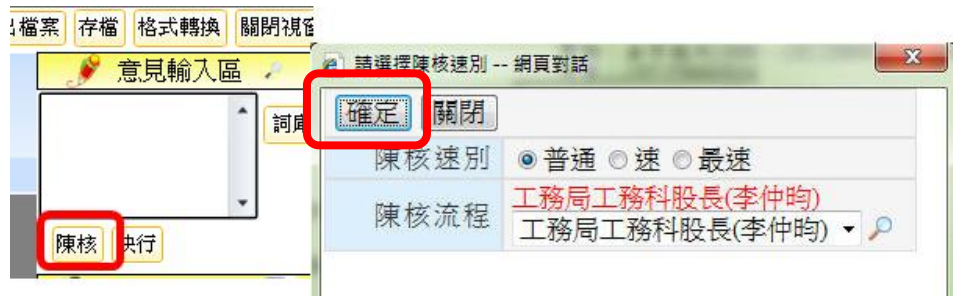 檔案 存檔 格式轉換 關閉視窗
意見輸入區
詞庫
陳核 決行
請選擇陳核速別 -- 網頁對話
確定 關閉
陳核速別 普通 速 最速
陳核流程 工務局工務科股長(李仲昀)
工務局工務科股長(李仲昀)